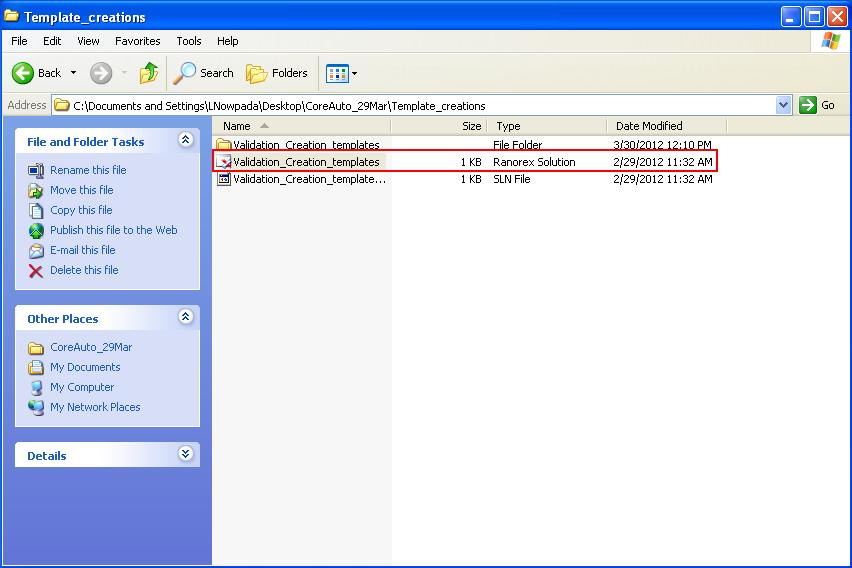 Template_creations
File Edit View Favorites Tools Help
Back Search Folders
Address C:\Documents and Settings\LNowpada\Desktop\CoreAuto_29Mar\Template_creations Go
Name Size Type Date Modified
Validation_Creation_templates File Folder 3/30/2012 12:10 PM
Validation_Creation_templates 1 KB Ranorex Solution 2/29/2012 11:32 AM
Validation_Creation_template... 1 KB SLN File 2/29/2012 11:32 AM
File and Folder Tasks
Rename this file
Move this file
Copy this file
Publish this file to the Web
E-mail this file
Delete this file
Other Places
CoreAuto_29Mar
My Documents
My Computer
My Network Places
Details